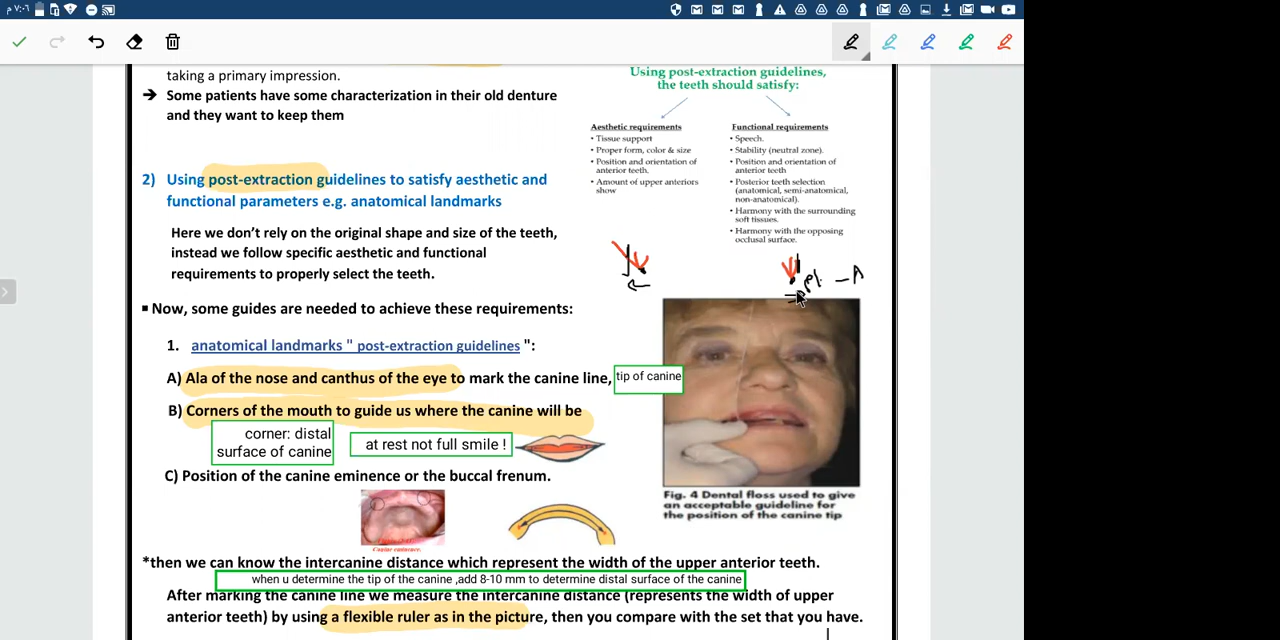 م ٧:٠٦
taking a primary impression.
➔ Some patients have some characterization in their old denture
and they want to keep them
2) Using post-extraction guidelines to satisfy aesthetic and
functional parameters e.g. anatomical landmarks
Here we don't rely on the original shape and size of the teeth,
instead we follow specific aesthetic and functional
requirements to properly select the teeth.
Using post-extraction guidelines,
the teeth should satisfy:
Aesthetic requirements
• Tissue support
• Proper form, color & size
• Position and orientation of
anterior teeth.
• Amount of upper anteriors
show
Functional requirements
• Speech.
• Stability (neutral zone).
• Position and orientation of
anterior teeth
• Posterior teeth selection
(anatomical, semi-anatomical,
non-anatomical).
• Harmony with the surrounding
soft tissues.
• Harmony with the opposing
occlusal surface.
– A
▪ Now, some guides are needed to achieve these requirements:
1. anatomical landmarks " post-extraction guidelines ":
A) Ala of the nose and canthus of the eye to mark the canine line,
tip of canine
B) Corners of the mouth to guide us where the canine will be
corner: distal
surface of canine
at rest not full smile !
C) Position of the canine eminence or the buccal frenum.
Canine eminence.
Fig. 4 Dental floss used to give
an acceptable guideline for
the position of the canine tip
*then we can know the intercanine distance which represent the width of the upper anterior teeth.
when u determine the tip of the canine ,add 8-10 mm to determine distal surface of the canine
After marking the canine line we measure the intercanine distance (represents the width of upper
anterior teeth) by using a flexible ruler as in the picture, then you compare with the set that you have.